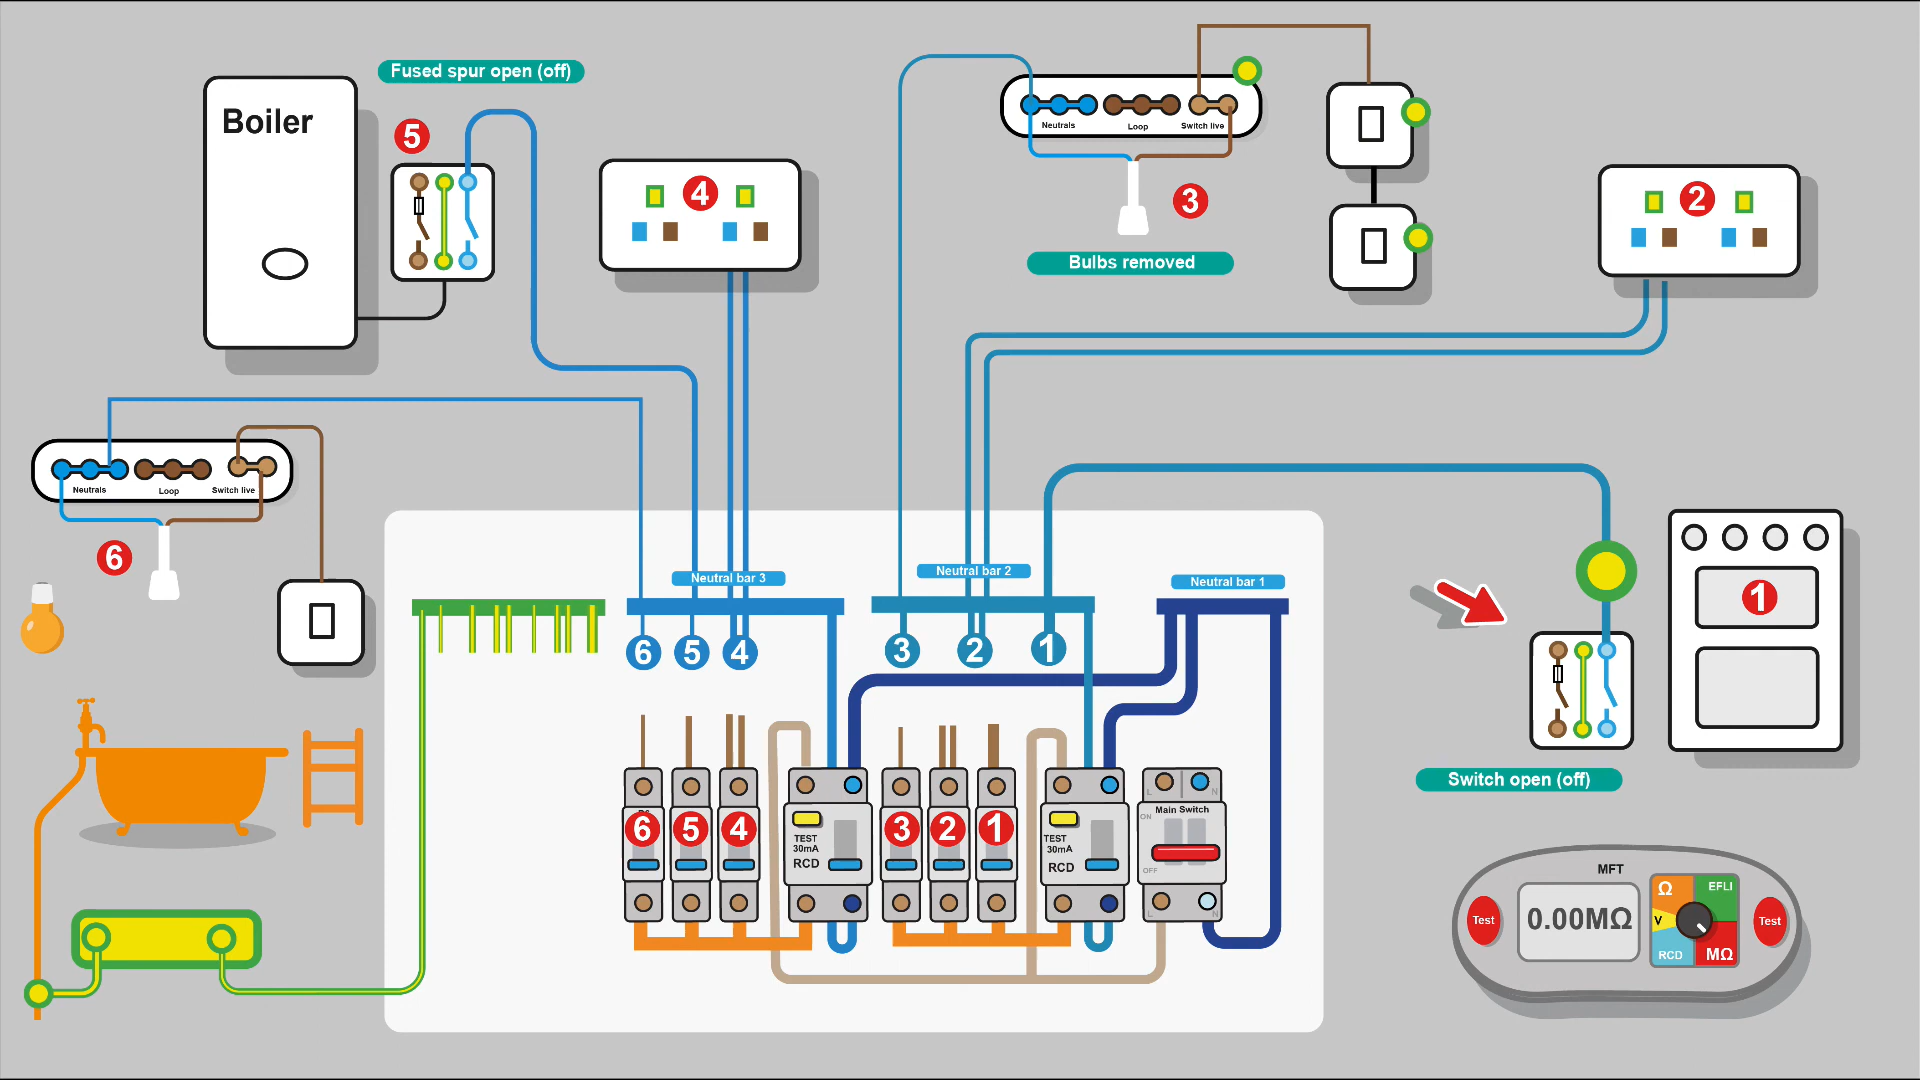 Fused spur open (off)
Boiler
5
4
Neutrals
Loop
Switch live
3
Bulbs removed
2
Neutrals
Loop
Switch live
6
Neutral bar 3
Neutral bar 2
Neutral bar 1
6
5
4
3
2
1
1
Switch open (off)
6
5
4
TEST
30mA
RCD
3
2
1
TEST
30mA
RCD
L
N
Main Switch
ON
OFF
L
N
MFT
Test
0.00MΩ
Ω
EFLI
V
RCD
MΩ
Test